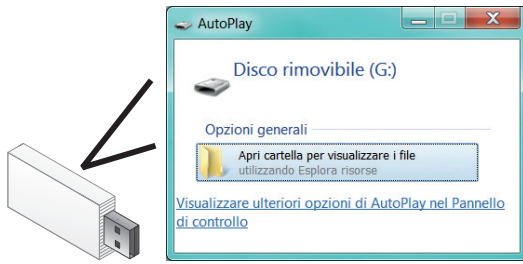 AutoPlay
Disco rimovibile (G:)
Opzioni generali
Apri cartella per visualizzare i file
utilizzando Esplora risorse
Visualizzare ulteriori opzioni di AutoPlay nel Pannello
di controllo